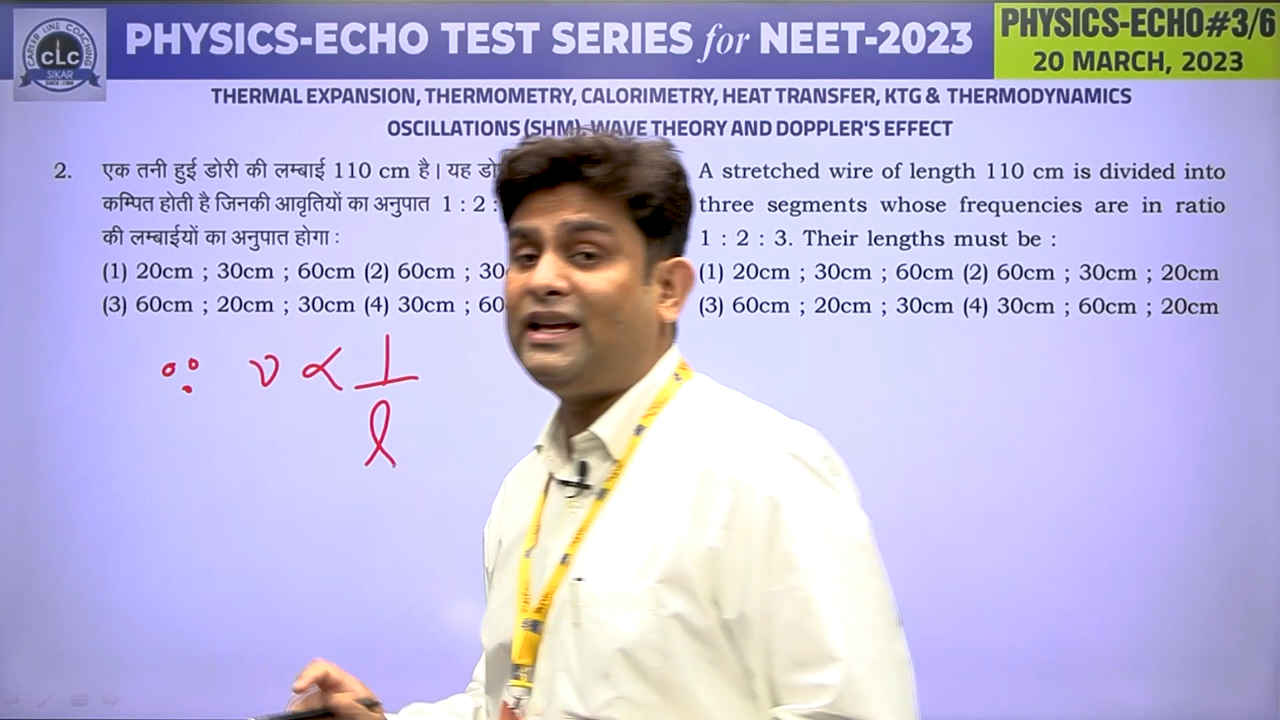 CAREER LINE COACHING
CLC
SIKAR
PHYSICS-ECHO TEST SERIES for NEET-2023
PHYSICS-ECHO#3/6
20 MARCH, 2023
THERMAL EXPANSION, THERMOMETRY, CALORIMETRY, HEAT TRANSFER, KTG & THERMODYNAMICS
OSCILLATIONS (SHM), WAVE THEORY AND DOPPLER'S EFFECT
2. एक तनी हुई डोरी की लम्बाई 110 cm है। यह
कम्पित होती है जिनकी आवृतियों का अनुपात 1 : 2 :
की लम्बाईयों का अनुपात होगा :
(1) 20cm ; 30cm ; 60cm (2) 60cm ; 30
(3) 60cm ; 20cm ; 30cm (4) 30cm ; 60
A stretched wire of length 110 cm is divided into
three segments whose frequencies are in ratio
1 : 2 : 3. Their lengths must be :
(1) 20cm ; 30cm ; 60cm (2) 60cm ; 30cm ; 20cm
(3) 60cm ; 20cm ; 30cm (4) 30cm ; 60cm ; 20cm
∵ ν ∝ 1/l